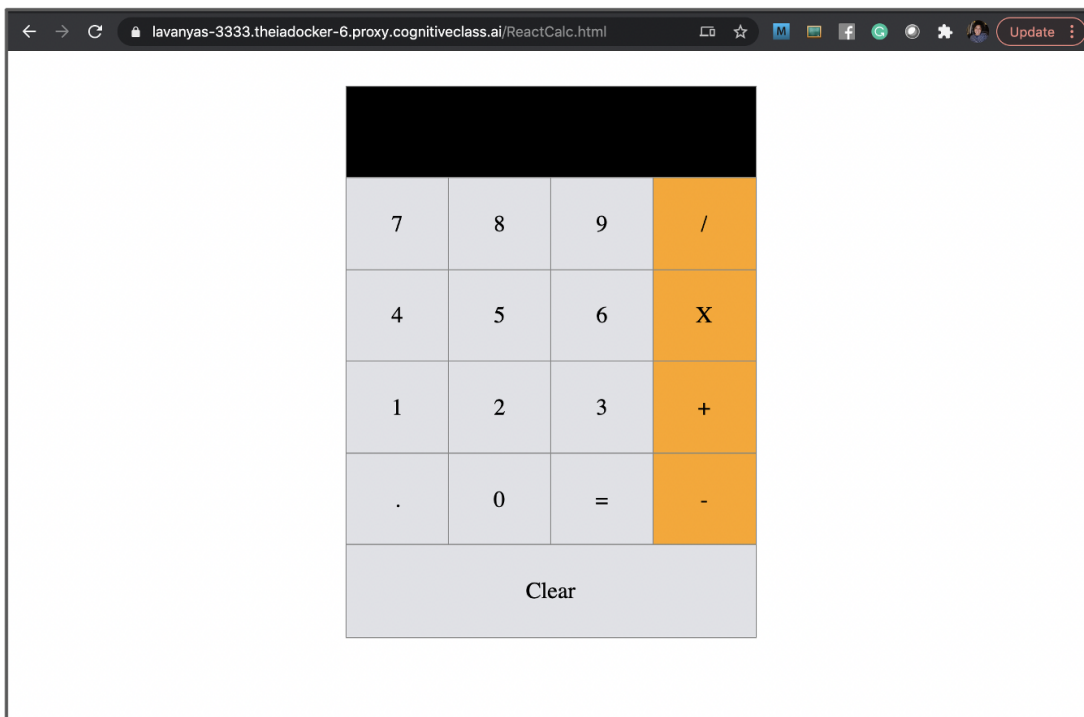 lavanyas-3333.theiadocker-6.proxy.cognitiveclass.ai/ReactCalc.html M f G Update
7 8 9 /
4 5 6 X
1 2 3 +
. 0 = -
Clear